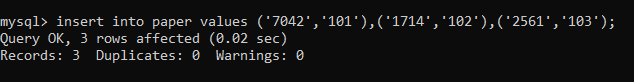 mysql> insert into paper values ('7042','101'),('1714','102'),('2561','103');
Query OK, 3 rows affected (0.02 sec)
Records: 3  Duplicates: 0  Warnings: 0